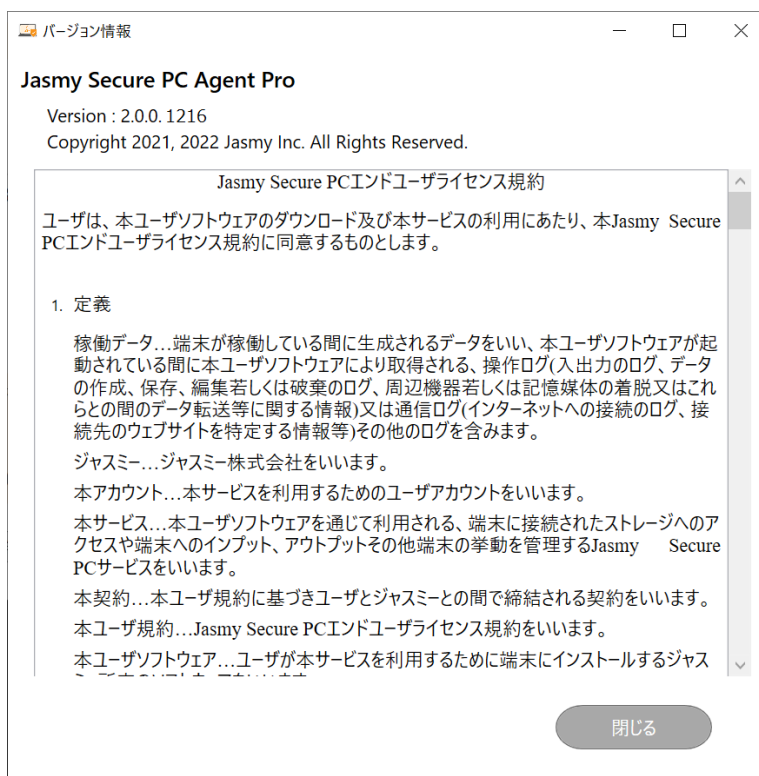 バージョン情報
Jasmy Secure PC Agent Pro
Version : 2.0.0.1216
Copyright 2021, 2022 Jasmy Inc. All Rights Reserved.
Jasmy Secure PCエンドユーザライセンス規約
ユーザは、本ユーザソフトウェアのダウンロード及び本サービスの利用にあたり、本Jasmy Secure
PCエンドユーザライセンス規約に同意するものとします。
1. 定義
稼働データ…端末が稼働している間に生成されるデータをいい、本ユーザソフトウェアが起
動されている間に本ユーザソフトウェアにより取得される、操作ログ(入出力のログ、データ
の作成、保存、編集若しくは破棄のログ、周辺機器若しくは記憶媒体の着脱又はこれ
らとの間のデータ転送等に関する情報)又は通信ログ(インターネットへの接続のログ、接
続先のウェブサイトを特定する情報等)その他のログを含みます。
ジャスミー…ジャスミー株式会社をいいます。
本アカウント…本サービスを利用するためのユーザアカウントをいいます。
本サービス…本ユーザソフトウェアを通じて利用される、端末に接続されたストレージへのア
クセスや端末へのインプット、アウトプットその他端末の挙動を管理するJasmy Secure
PCサービスをいいます。
本契約…本ユーザ規約に基づきユーザとジャスミーとの間で締結される契約をいいます。
本ユーザ規約…Jasmy Secure PCエンドユーザライセンス規約をいいます。
本ユーザソフトウェア…ユーザが本サービスを利用するために端末にインストールするジャス
閉じる